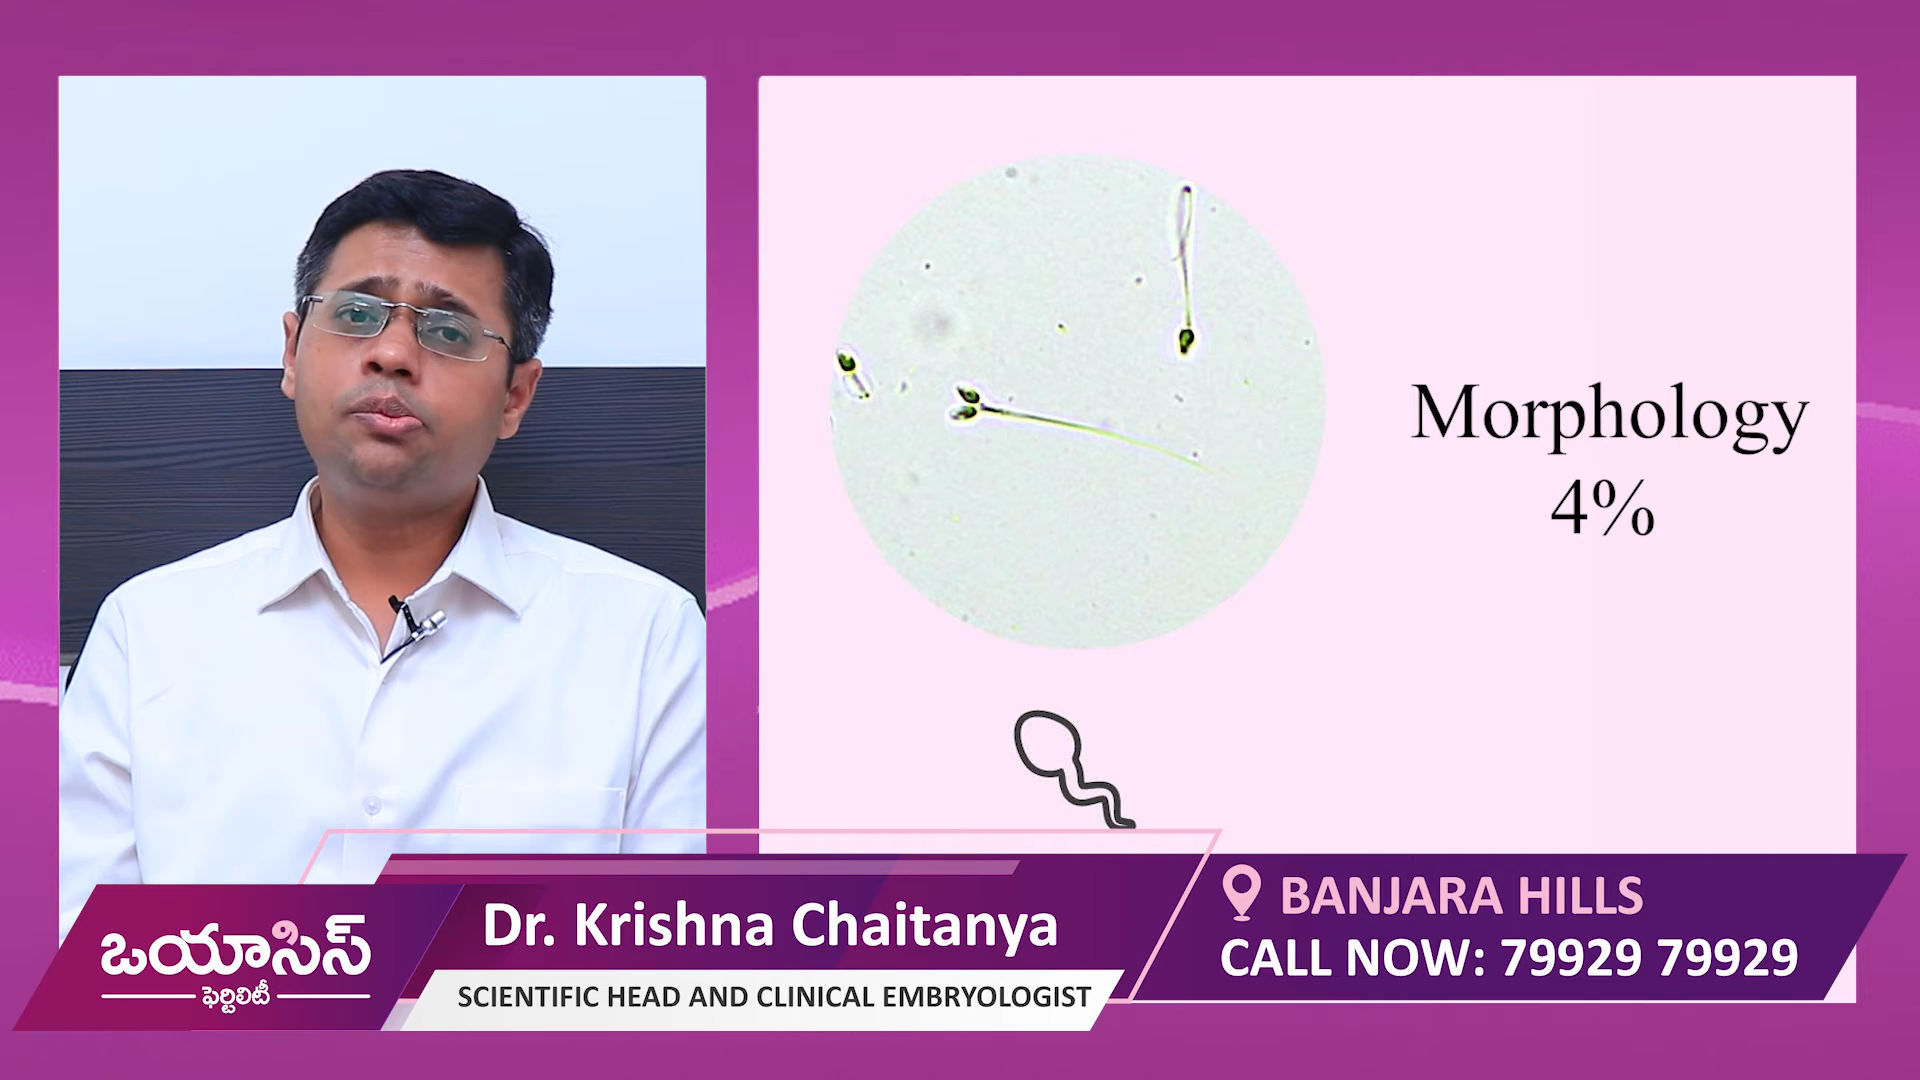 Morphology
4%
ఒయాసిస్
ఫెర్టిలిటీ
Dr. Krishna Chaitanya
SCIENTIFIC HEAD AND CLINICAL EMBRYOLOGIST
BANJARA HILLS
CALL NOW: 79929 79929